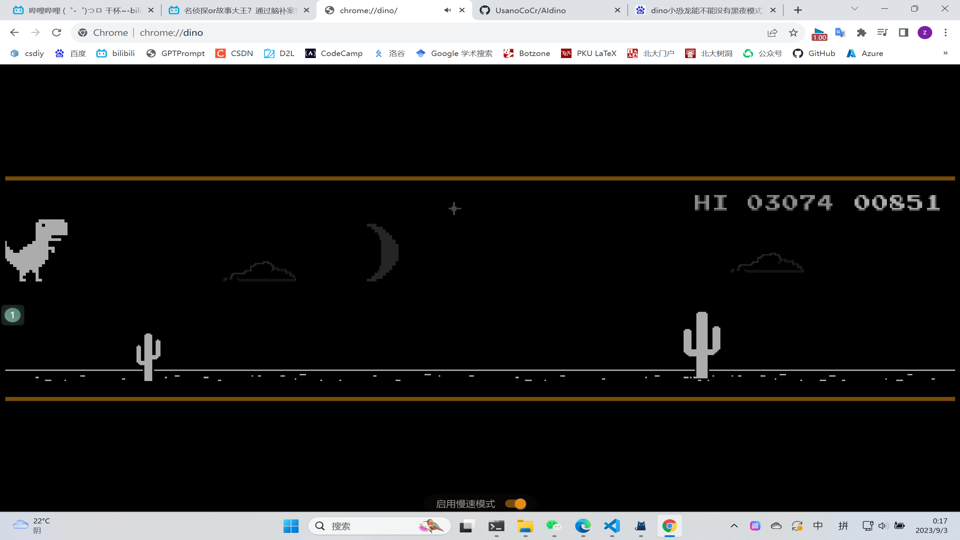 哔哩哔哩 (゜-゜)つロ 干杯~-bili
名侦探or故事大王? 通过脑补案
chrome://dino/
UsanoCoCr/AIdino
dino小恐龙能不能没有黑夜模式
Chrome | chrome://dino
1.00
z
csdiy
百度
bilibili
GPTPrompt
CSDN
D2L
CodeCamp
洛谷
Google 学术搜索
Botzone
PKU LaTeX
北大门户
北大树洞
公众号
GitHub
Azure
»
HI 03074 00851
1
启用慢速模式
22°C
阴
搜索
中
拼
0:17
2023/9/3